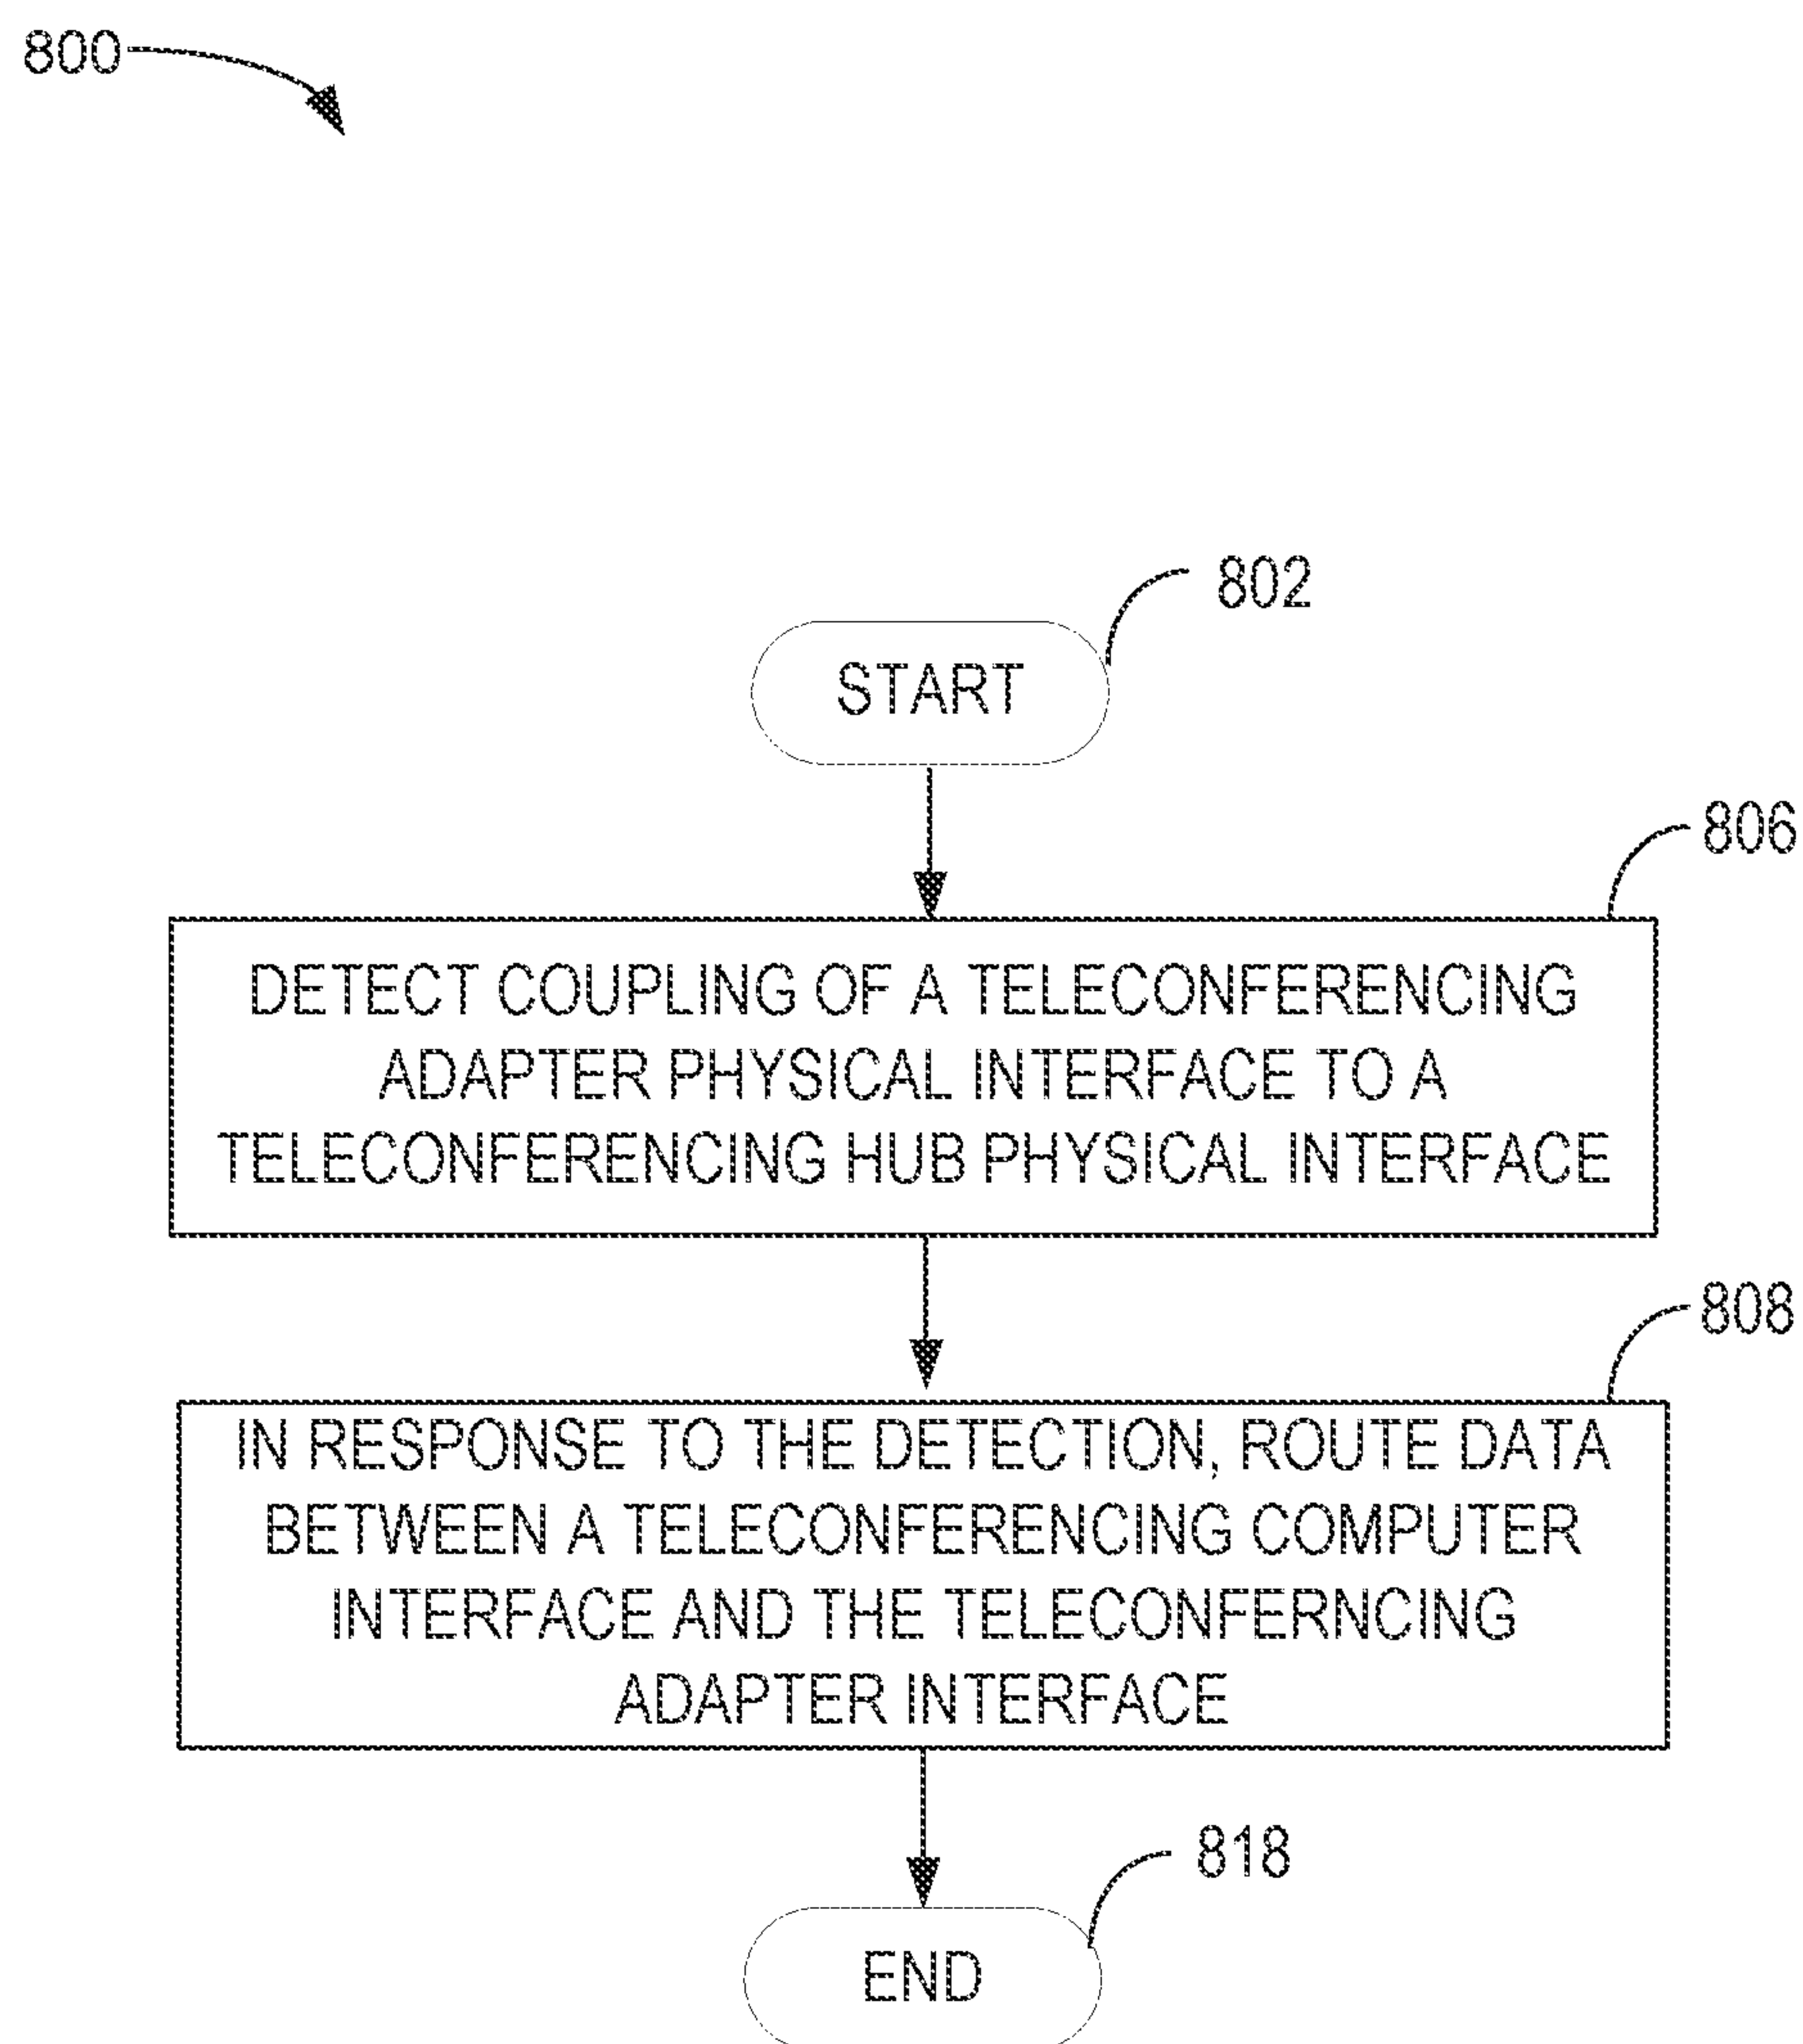 800
802
START
806
DETECT COUPLING OF A TELECONFERENCING
ADAPTER PHYSICAL INTERFACE TO A
TELECONFERENCING HUB PHYSICAL INTERFACE
808
IN RESPONSE TO THE DETECTION, ROUTE DATA
BETWEEN A TELECONFERENCING COMPUTER
INTERFACE AND THE TELECONFERNCING
ADAPTER INTERFACE
818
END